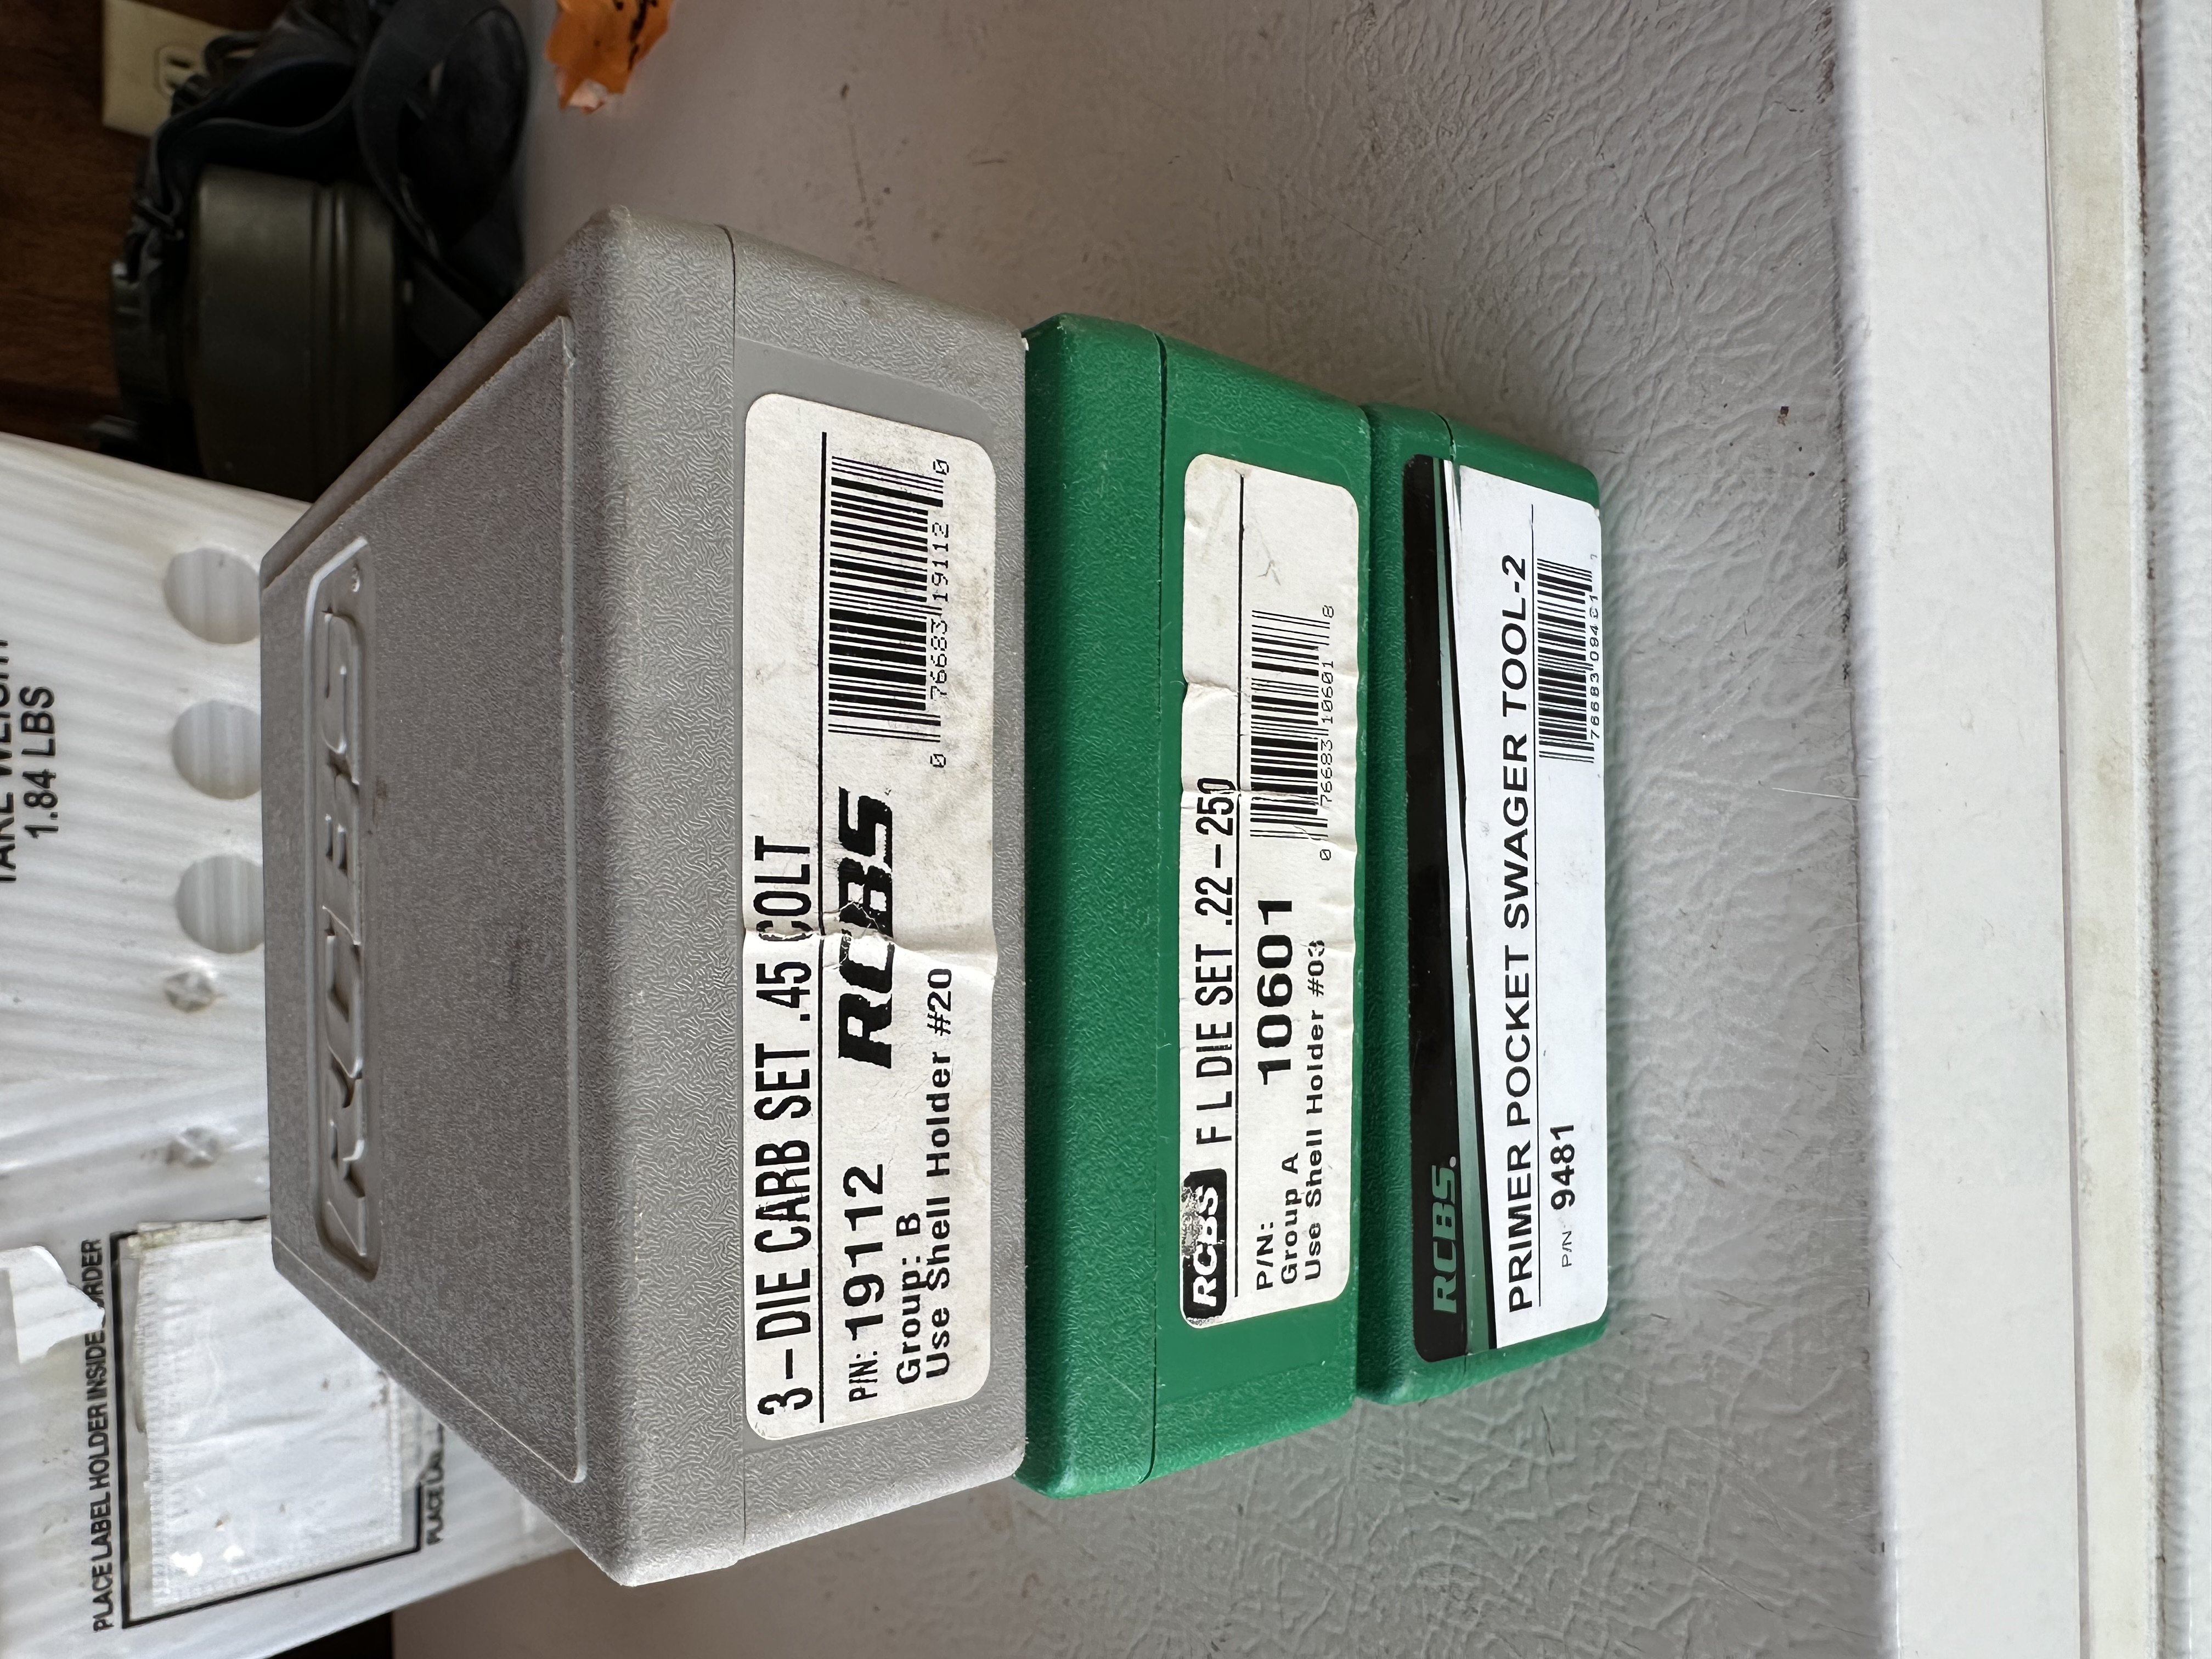 RCBS
3-DIE CARB SET .45 COLT
P/N: 19112 RCBS
Group: B
Use Shell Holder #20
0 76683 19112 0
RCBS F L DIE SET .22-250
P/N: 10601
Group A
Use Shell Holder #03
0 76683 10601 8
RCBS.
PRIMER POCKET SWAGER TOOL-2
P/N 9481
1.84 LBS
PLACE LABEL HOLDER INSIDE